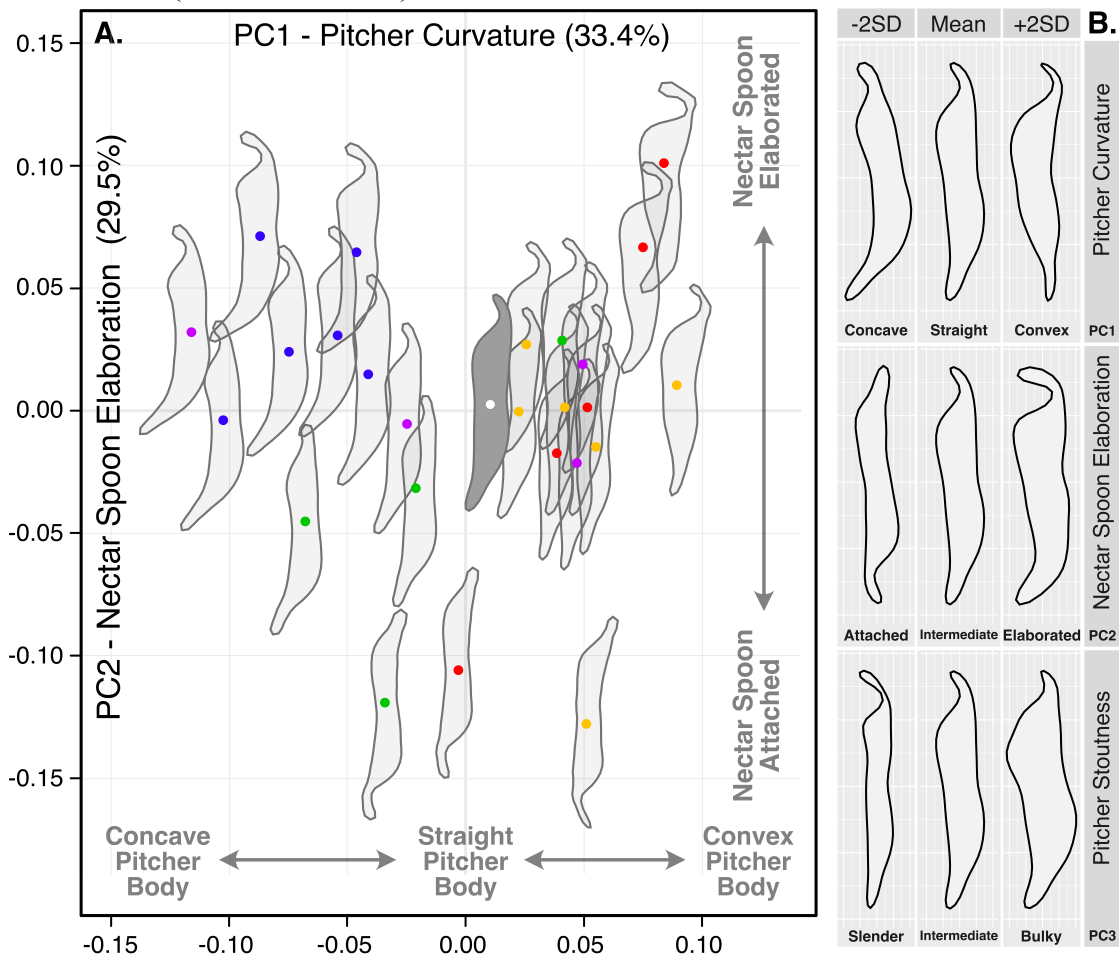 A.
PC1 - Pitcher Curvature (33.4%)
PC2 - Nectar Spoon Elaboration (29.5%)
0.15
0.10
0.05
0.00
-0.05
-0.10
-0.15
Nectar Spoon
Elaborated
Nectar Spoon
Attached
Concave
Pitcher
Body
Straight
Pitcher
Body
Convex
Pitcher
Body
-0.15 -0.10 -0.05 0.00 0.05 0.10
-2SD Mean +2SD B.
Pitcher Curvature
Concave Straight Convex PC1
Nectar Spoon Elaboration
Attached Intermediate Elaborated PC2
Pitcher Stoutness
Slender Intermediate Bulky PC3